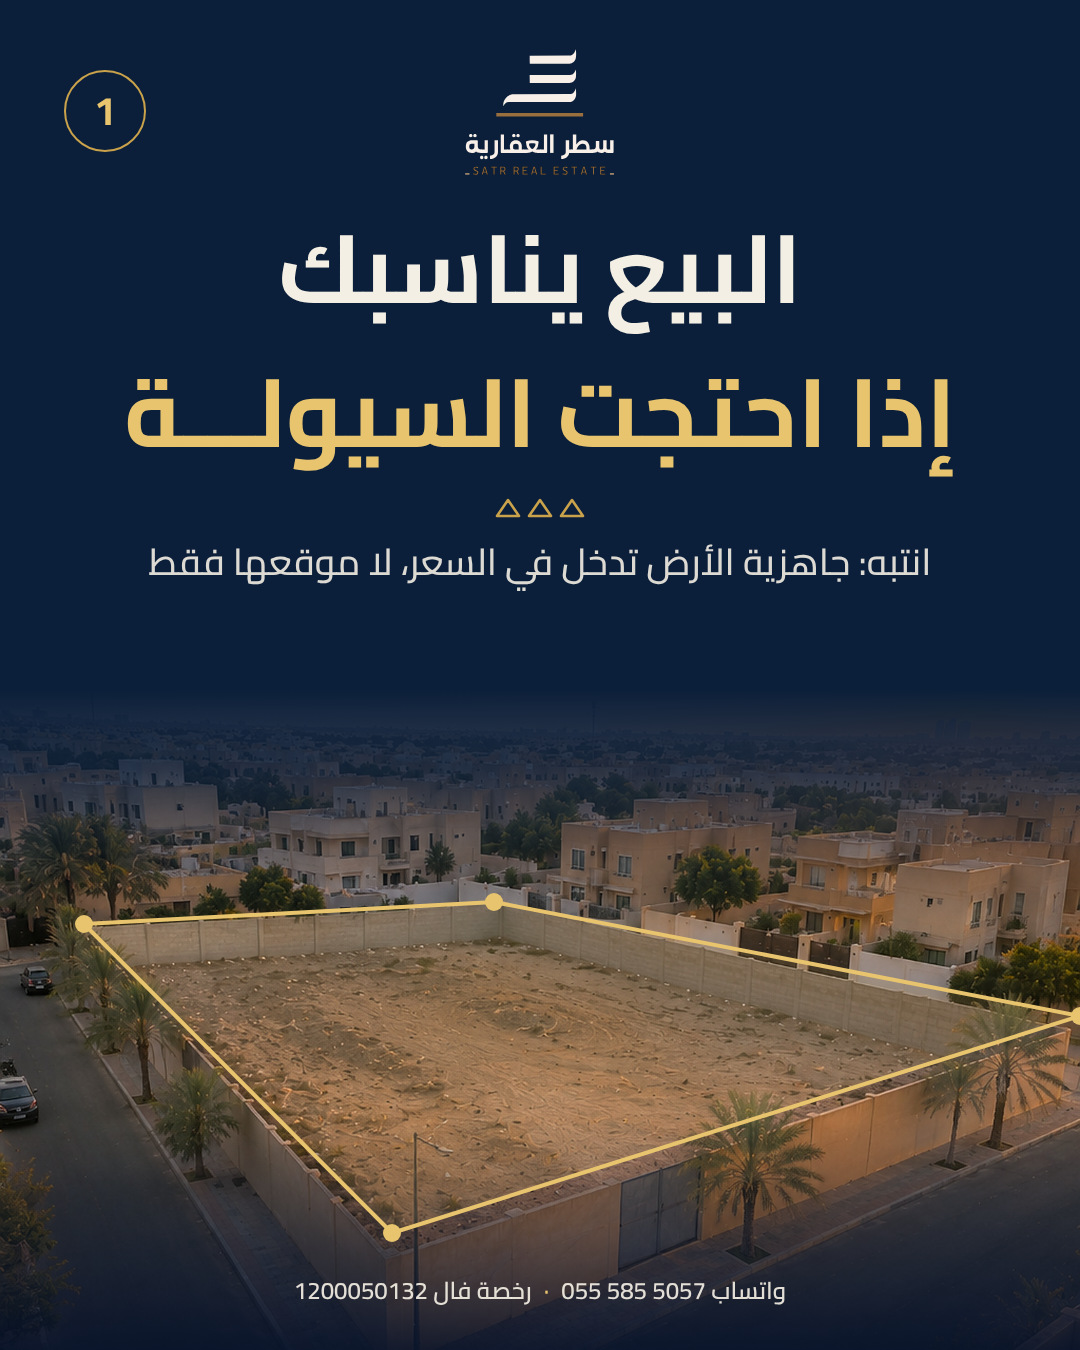 1
سطر العقارية
SATR REAL ESTATE
البيع يناسبك
إذا احتجت السيولـــة
انتبه: جاهزية الأرض تدخل في السعر، لا موقعها فقط
واتساب 5057 585 055 · رخصة فال 1200050132